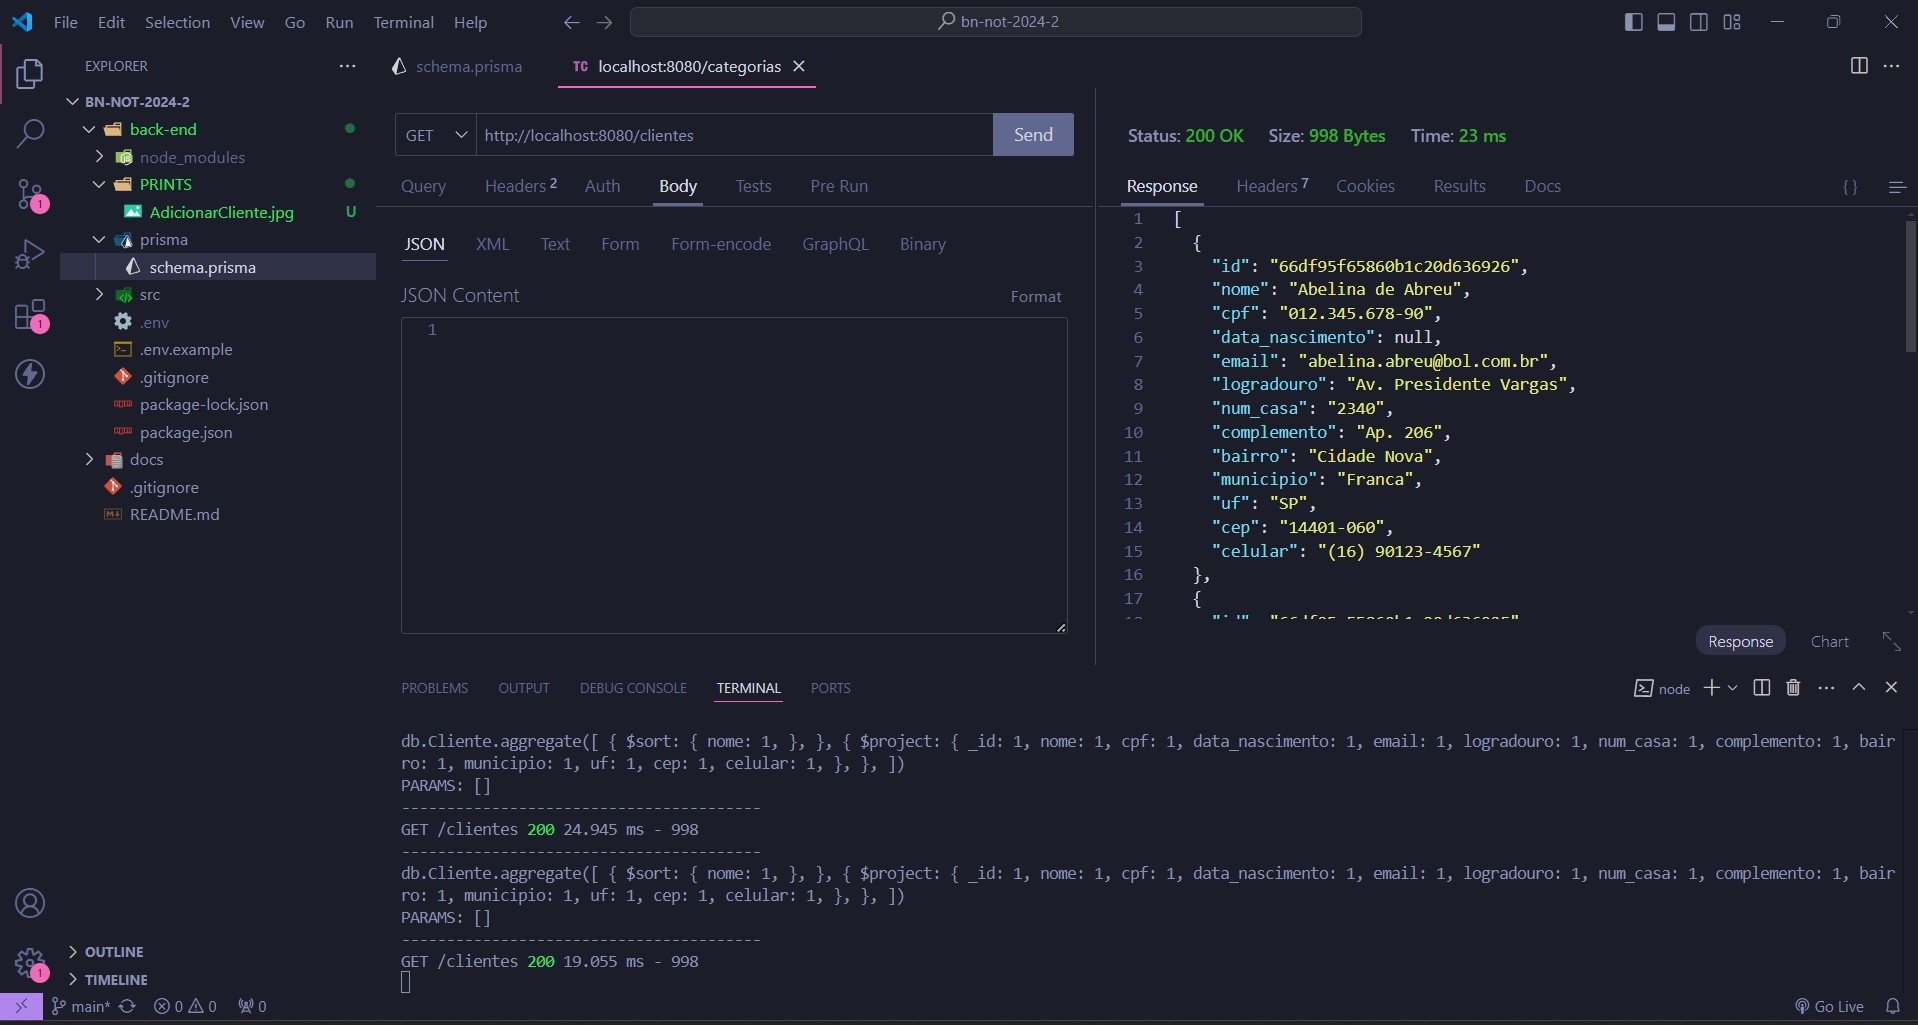 File Edit Selection View Go Run Terminal Help
bn-not-2024-2
EXPLORER
BN-NOT-2024-2
back-end
node_modules
PRINTS
AdicionarCliente.jpg U
prisma
schema.prisma
src
.env
.env.example
.gitignore
package-lock.json
package.json
docs
.gitignore
README.md
OUTLINE
TIMELINE
1
1
1
schema.prisma
TC localhost:8080/categorias
GET http://localhost:8080/clientes Send
Query Headers 2 Auth Body Tests Pre Run
JSON XML Text Form Form-encode GraphQL Binary
JSON Content Format
1
Status: 200 OK Size: 998 Bytes Time: 23 ms
Response Headers 7 Cookies Results Docs { }
1 [
2 {
3 "id": "66df95f65860b1c20d636926",
4 "nome": "Abelina de Abreu",
5 "cpf": "012.345.678-90",
6 "data_nascimento": null,
7 "email": "abelina.abreu@bol.com.br",
8 "logradouro": "Av. Presidente Vargas",
9 "num_casa": "2340",
10 "complemento": "Ap. 206",
11 "bairro": "Cidade Nova",
12 "municipio": "Franca",
13 "uf": "SP",
14 "cep": "14401-060",
15 "celular": "(16) 90123-4567"
16 },
17 {
Response Chart
PROBLEMS OUTPUT DEBUG CONSOLE TERMINAL PORTS
node
db.Cliente.aggregate([ { $sort: { nome: 1, }, }, { $project: { _id: 1, nome: 1, cpf: 1, data_nascimento: 1, email: 1, logradouro: 1, num_casa: 1, complemento: 1, bair
ro: 1, municipio: 1, uf: 1, cep: 1, celular: 1, }, }, ])
PARAMS: []
----------------------------------------
GET /clientes 200 24.945 ms - 998
----------------------------------------
db.Cliente.aggregate([ { $sort: { nome: 1, }, }, { $project: { _id: 1, nome: 1, cpf: 1, data_nascimento: 1, email: 1, logradouro: 1, num_casa: 1, complemento: 1, bair
ro: 1, municipio: 1, uf: 1, cep: 1, celular: 1, }, }, ])
PARAMS: []
----------------------------------------
GET /clientes 200 19.055 ms - 998
main* 0 0 0 Go Live